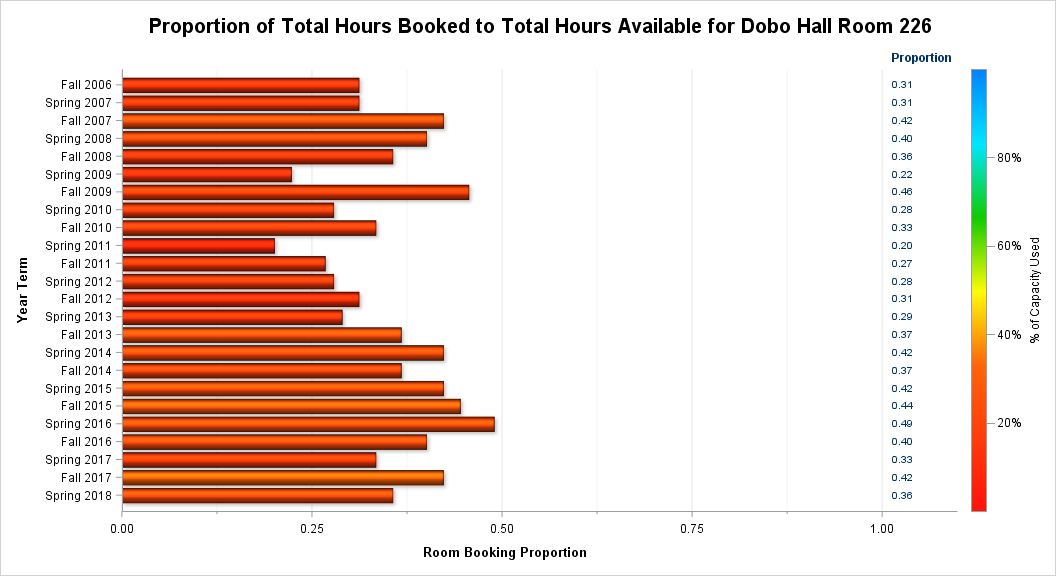 Proportion of Total Hours Booked to Total Hours Available for Dobo Hall Room 226
Proportion
Fall 2006 0.31
Spring 2007 0.31
Fall 2007 0.42
Spring 2008 0.40
Fall 2008 0.36
Spring 2009 0.22
Fall 2009 0.46
Spring 2010 0.28
Fall 2010 0.33
Spring 2011 0.20
Fall 2011 0.27
Spring 2012 0.28
Fall 2012 0.31
Spring 2013 0.29
Fall 2013 0.37
Spring 2014 0.42
Fall 2014 0.37
Spring 2015 0.42
Fall 2015 0.44
Spring 2016 0.49
Fall 2016 0.40
Spring 2017 0.33
Fall 2017 0.42
Spring 2018 0.36
Year Term
80%
60%
40%
20%
% of Capacity Used
0.00 0.25 0.50 0.75 1.00
Room Booking Proportion